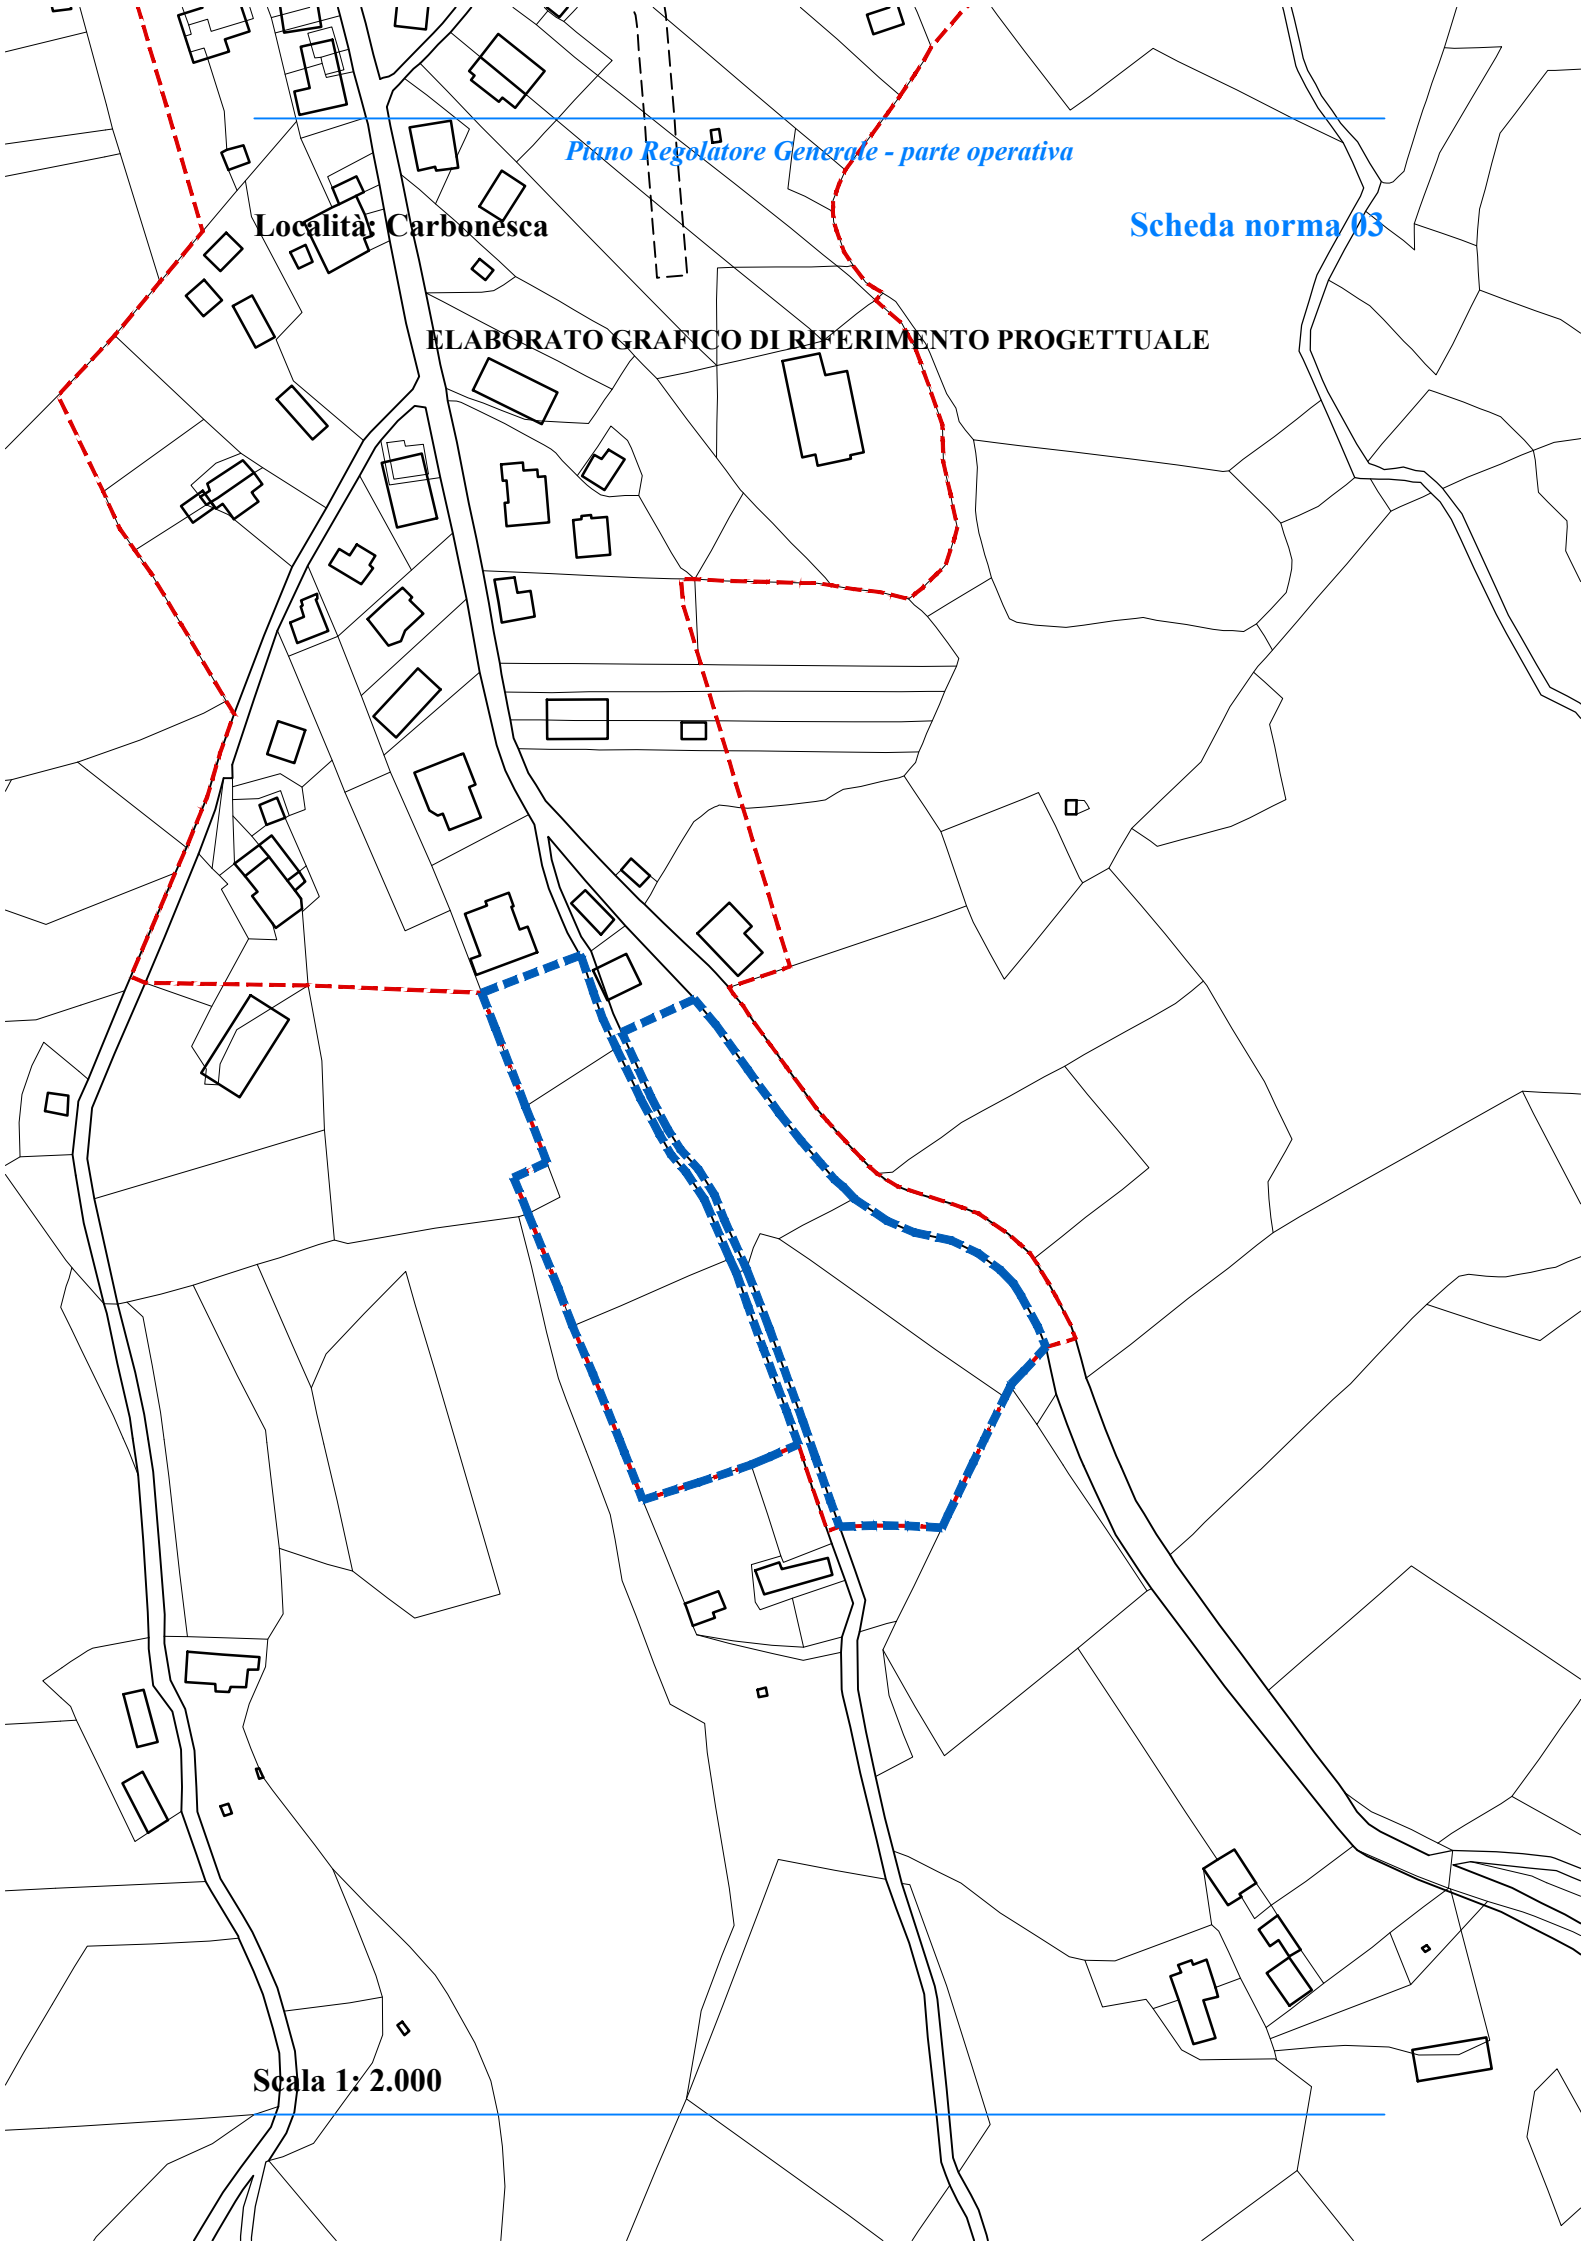 Piano Regolatore Generale - parte operativa
Località: Carbonesca
Scheda norma 03
ELABORATO GRAFICO DI RIFERIMENTO PROGETTUALE
Scala 1: 2.000